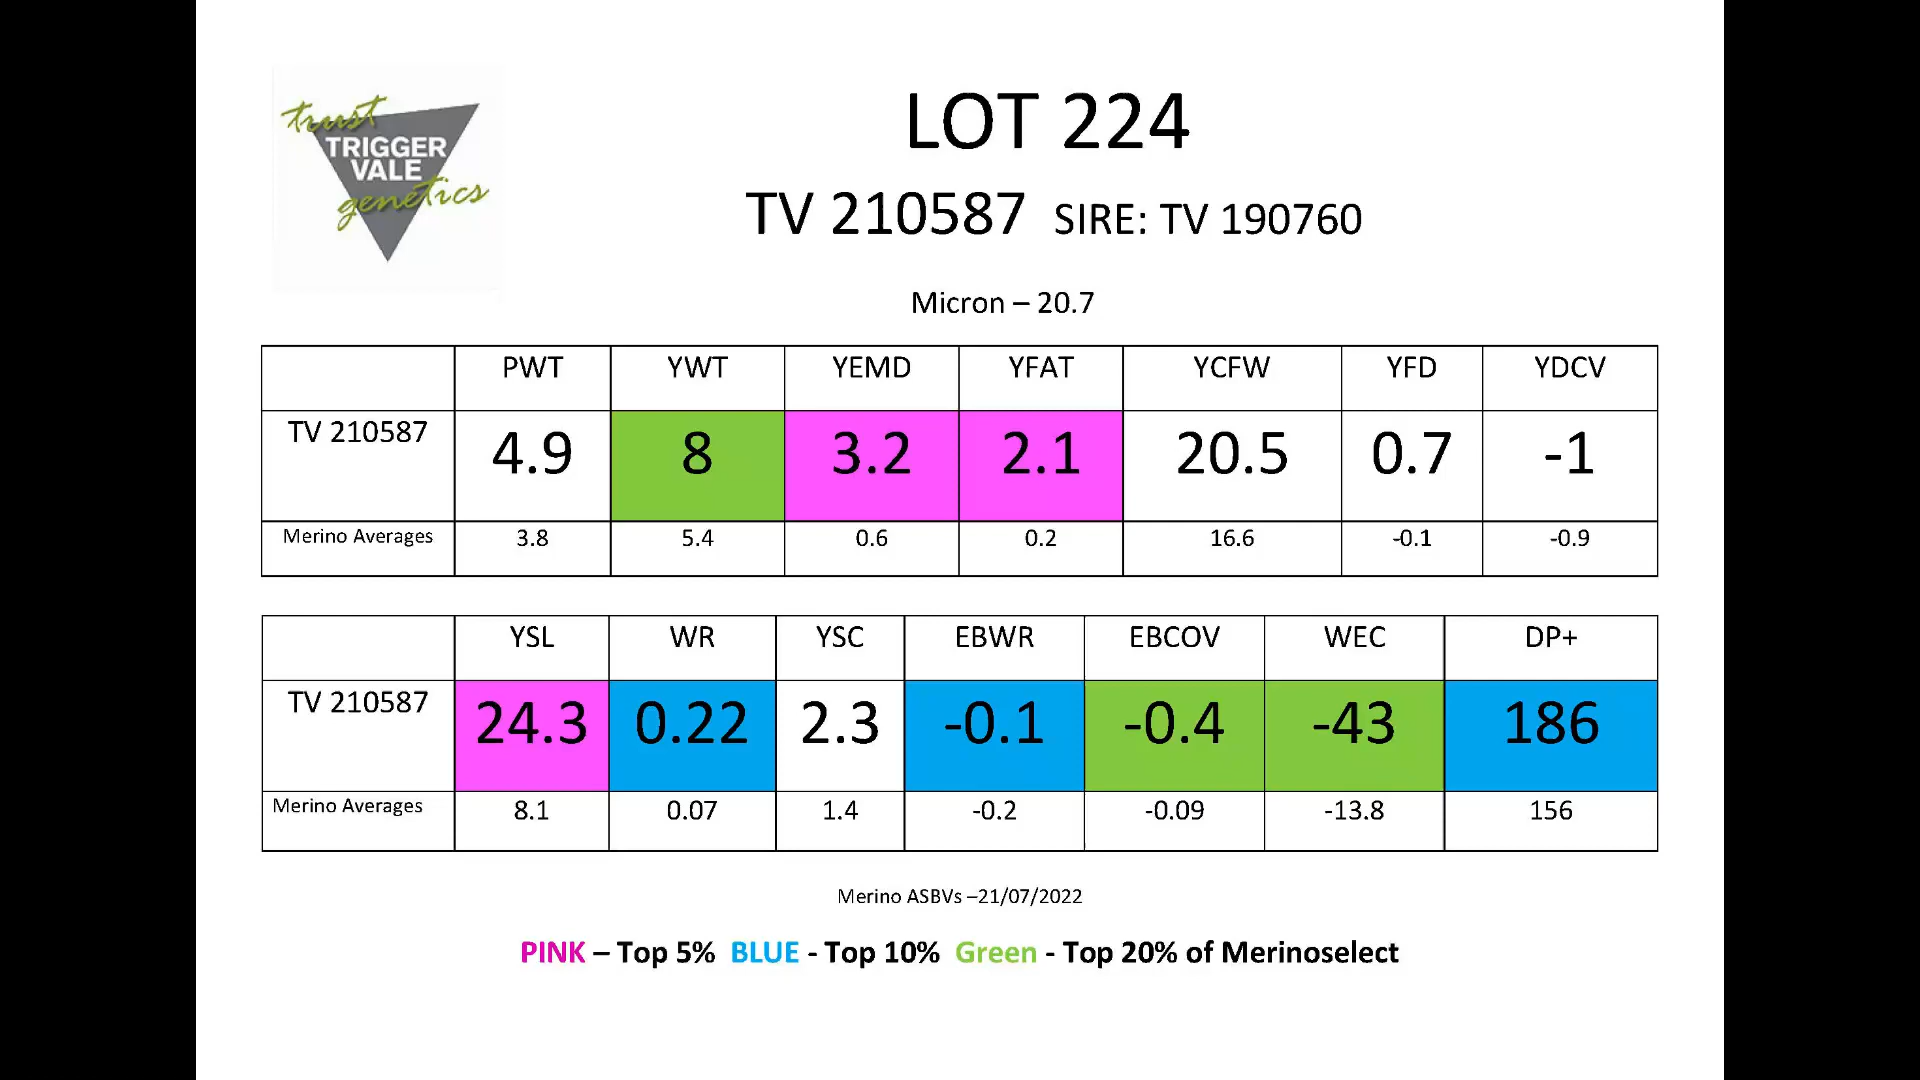 trust
TRIGGER
VALE
genetics
LOT 224
TV 210587 SIRE: TV 190760
Micron – 20.7
PWT YWT YEMD YFAT YCFW YFD YDCV
TV 210587 4.9 8 3.2 2.1 20.5 0.7 -1
Merino Averages 3.8 5.4 0.6 0.2 16.6 -0.1 -0.9
YSL WR YSC EBWR EBCOV WEC DP+
TV 210587 24.3 0.22 2.3 -0.1 -0.4 -43 186
Merino Averages 8.1 0.07 1.4 -0.2 -0.09 -13.8 156
Merino ASBVs –21/07/2022
PINK – Top 5% BLUE - Top 10% Green - Top 20% of Merinoselect